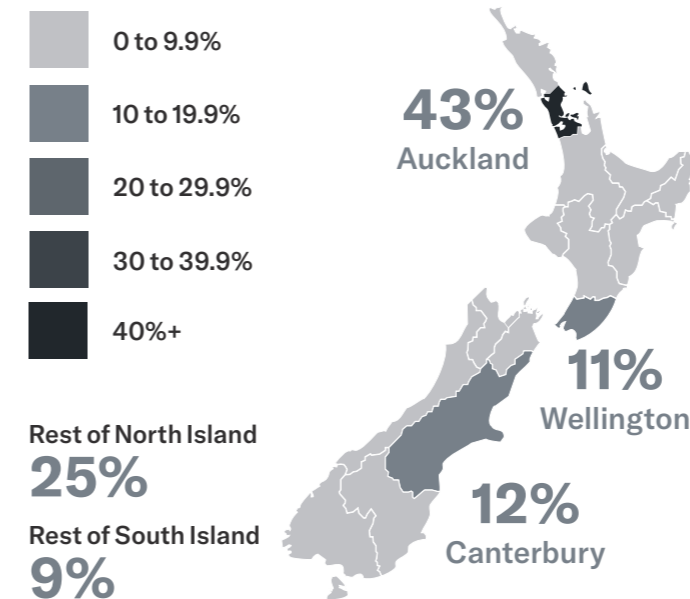 0 to 9.9%
10 to 19.9%
20 to 29.9%
30 to 39.9%
40%+
43%
Auckland
11%
Wellington
12%
Canterbury
Rest of North Island
25%
Rest of South Island
9%